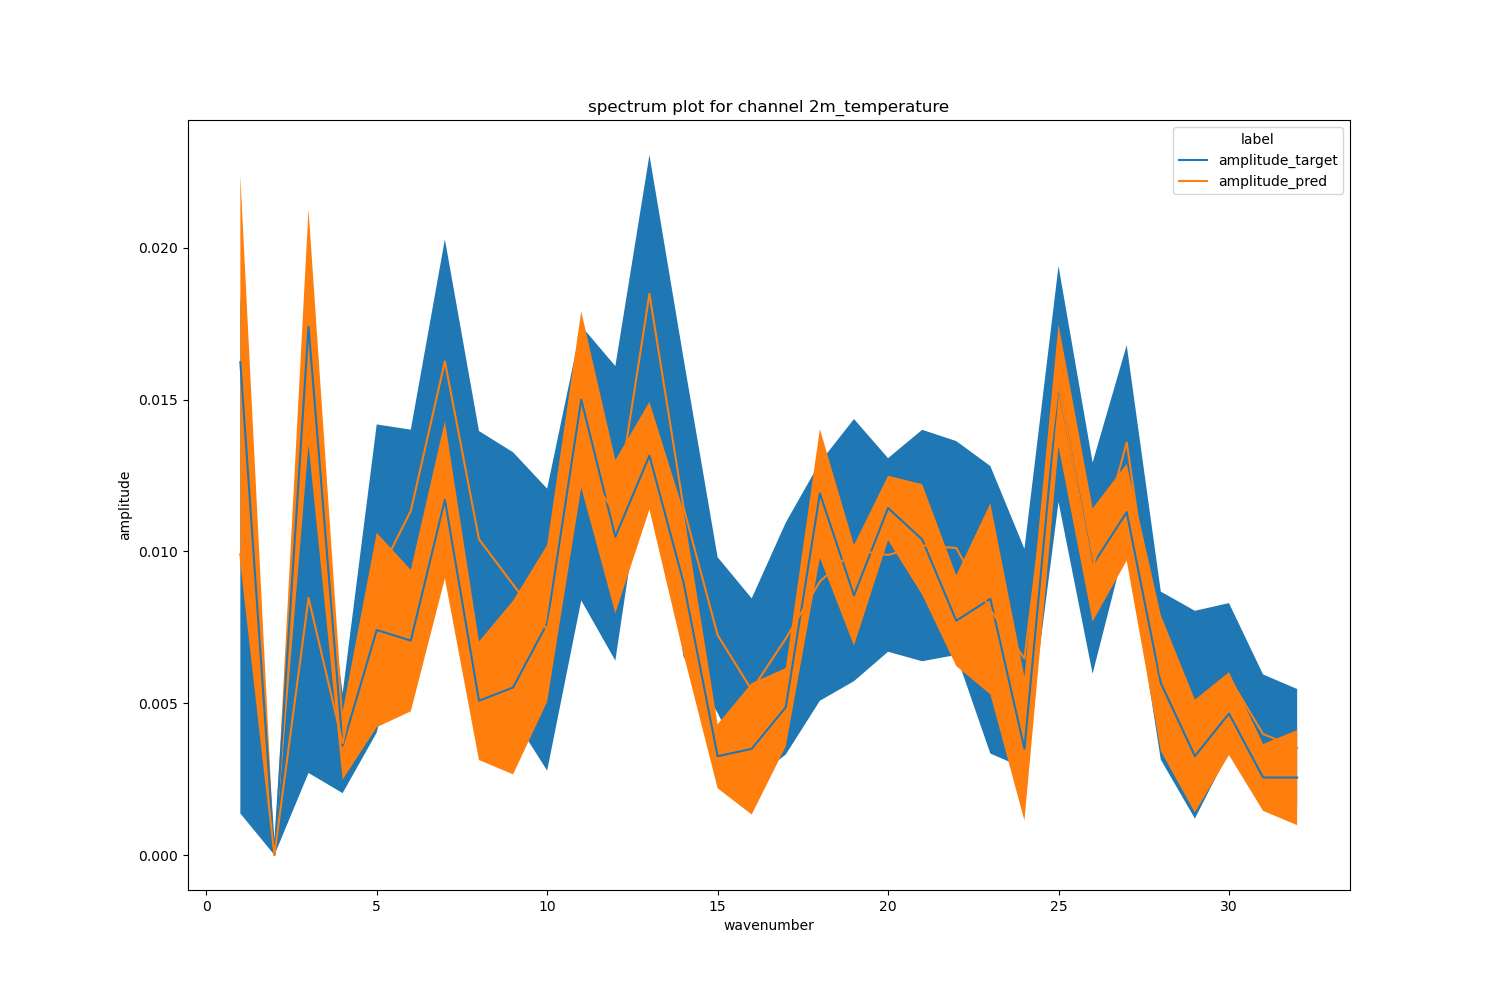 spectrum plot for channel 2m_temperature
label
amplitude_target
amplitude_pred
amplitude
0.020
0.015
0.010
0.005
0.000
0 5 10 15 20 25 30
wavenumber